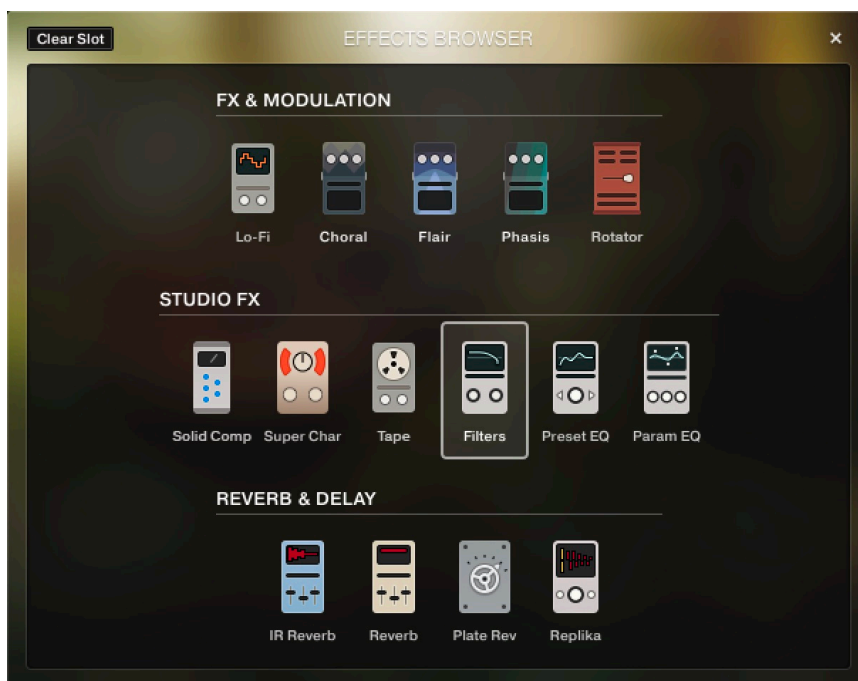 Clear Slot
EFFECTS BROWSER
×
FX & MODULATION
Lo-Fi Choral Flair Phasis Rotator
STUDIO FX
Solid Comp Super Char Tape Filters Preset EQ Param EQ
REVERB & DELAY
IR Reverb Reverb Plate Rev Replika